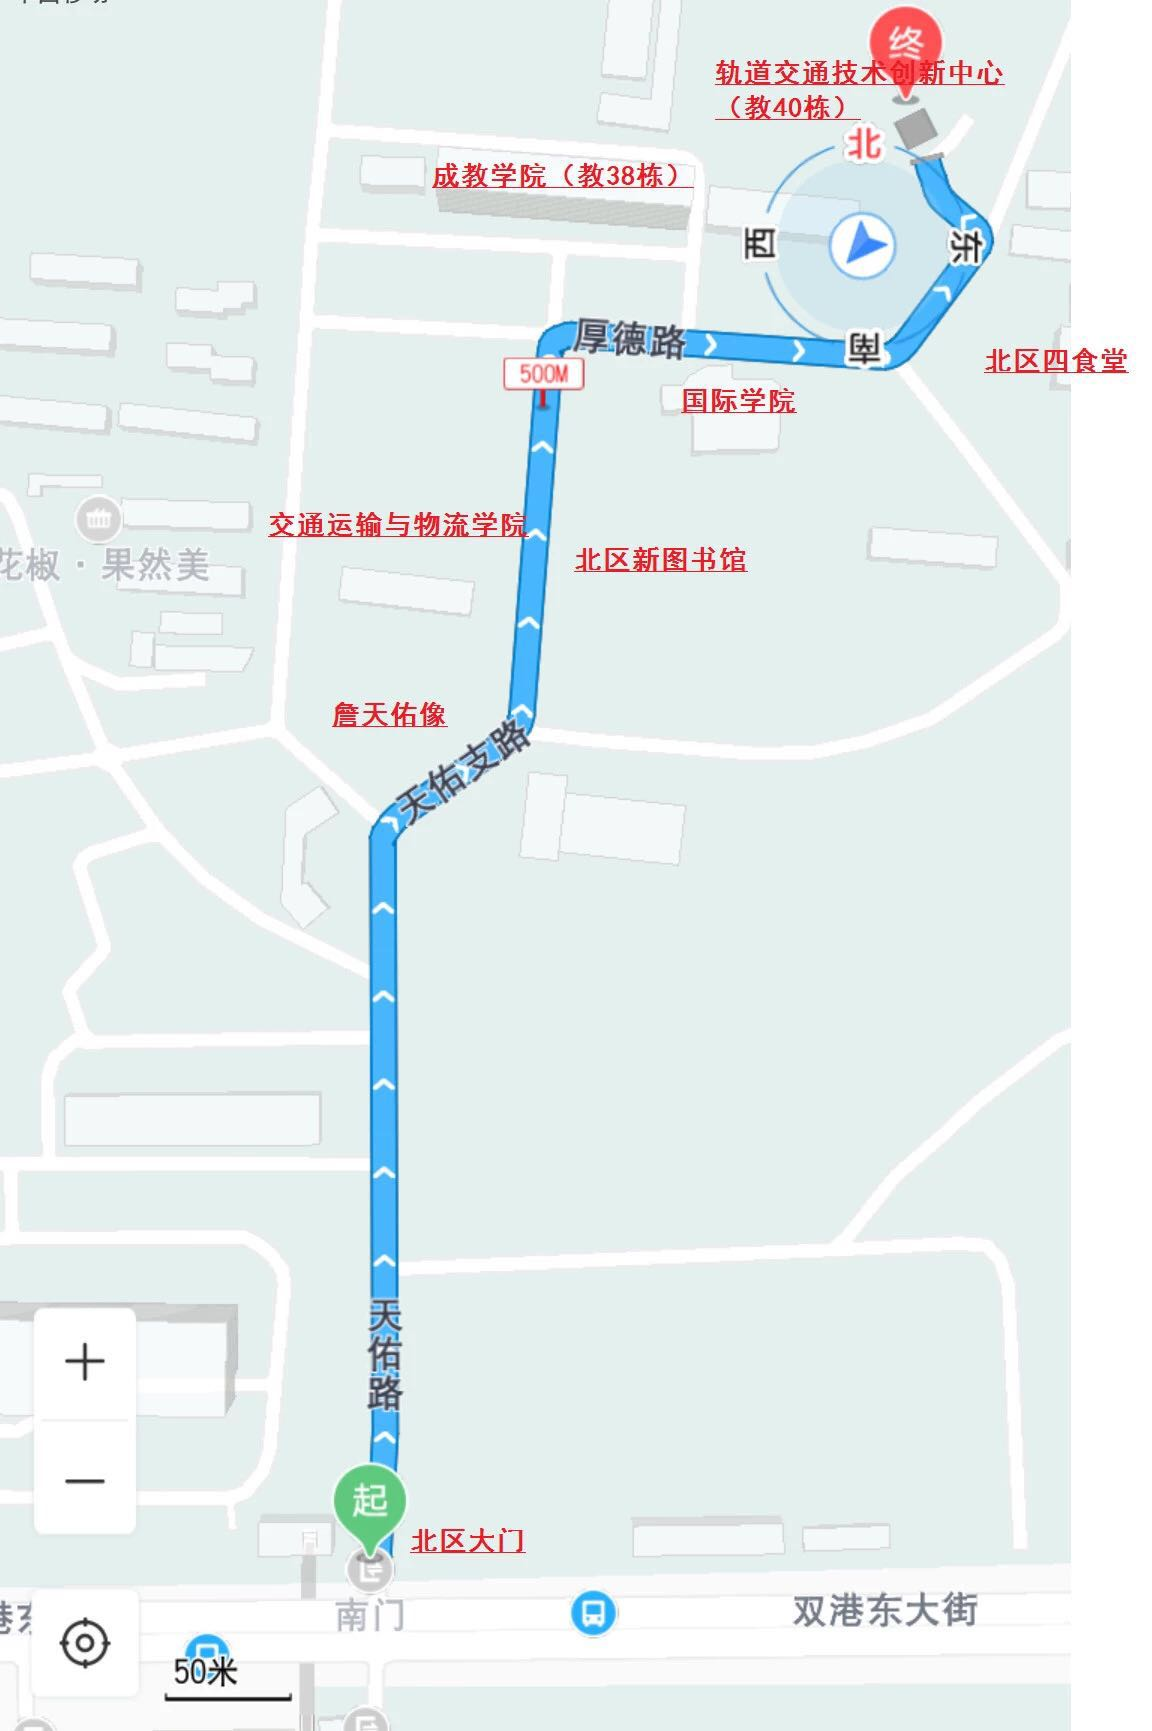 终
轨道交通技术创新中心
（教40栋）
北
成教学院（教38栋）
西
东
厚德路
南
500M
北区四食堂
国际学院
交通运输与物流学院
北区新图书馆
花椒·果然美
詹天佑像
天佑支路
天佑路
起
北区大门
南门
双港东大街
港东
50米